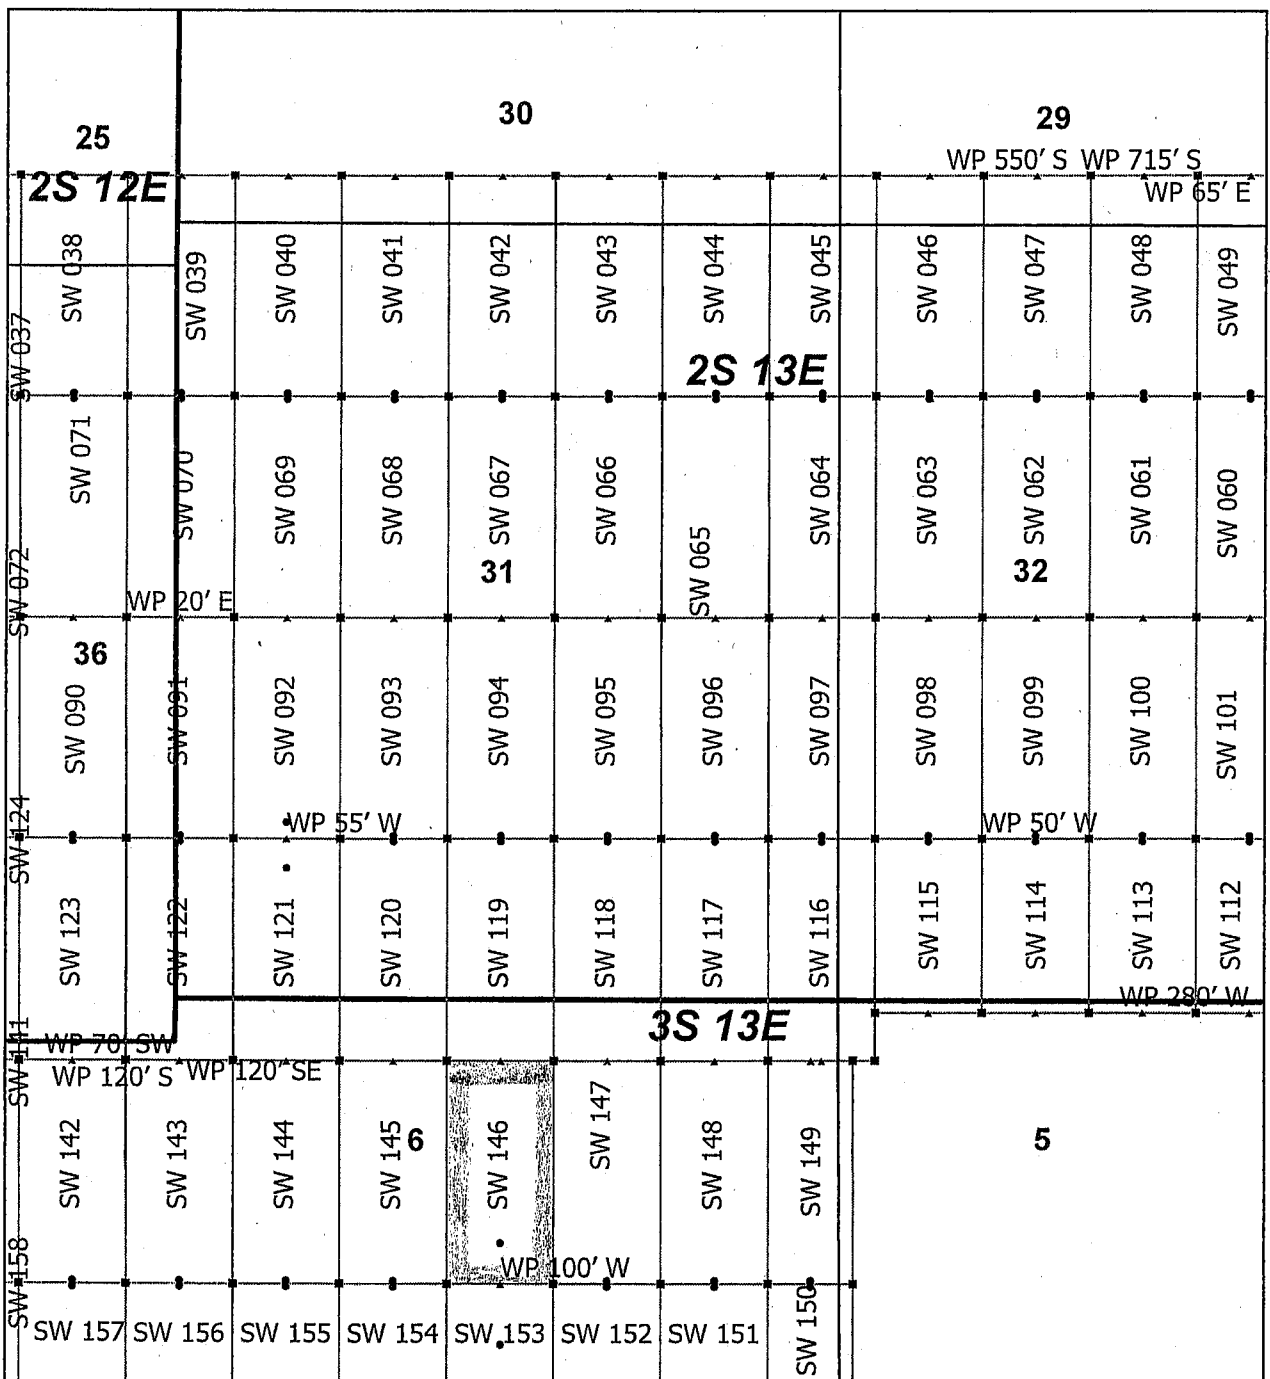 30
29
25
WP 550' S WP 715' S
2S 12E
WP 65' E
SW 037
SW 038
SW 039
SW 040
SW 041
SW 042
SW 043
SW 044
SW 045
SW 046
SW 047
SW 048
SW 049
2S 13E
SW 072
SW 071
SW 070
SW 069
SW 068
SW 067
SW 066
SW 065
SW 064
SW 063
SW 062
SW 061
SW 060
31
32
WP 20' E
36
SW 090
SW 091
SW 092
SW 093
SW 094
SW 095
SW 096
SW 097
SW 098
SW 099
SW 100
SW 101
WP 55' W
WP 50' W
SW 124
SW 123
SW 122
SW 121
SW 120
SW 119
SW 118
SW 117
SW 116
SW 115
SW 114
SW 113
SW 112
WP 280' W
3S 13E
SW 141
WP 70' SW
WP 120' S
WP 120' SE
SW 142
SW 143
SW 144
SW 145
6
SW 146
SW 147
SW 148
SW 149
5
SW 158
WP 100' W
SW 157
SW 156
SW 155
SW 154
SW 153
SW 152
SW 151
SW 150